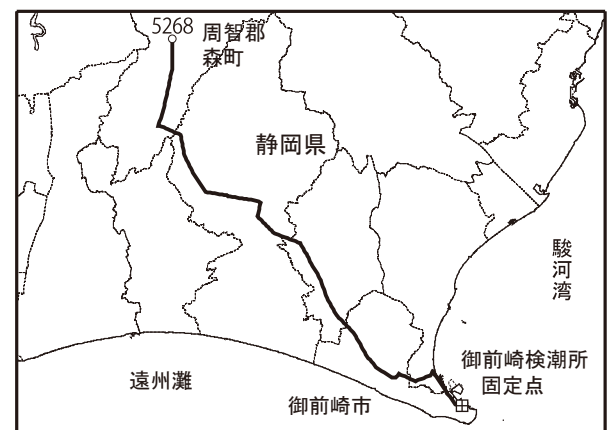 5268
周智郡
森町
静岡県
駿河湾
御前崎検潮所
固定点
遠州灘
御前崎市